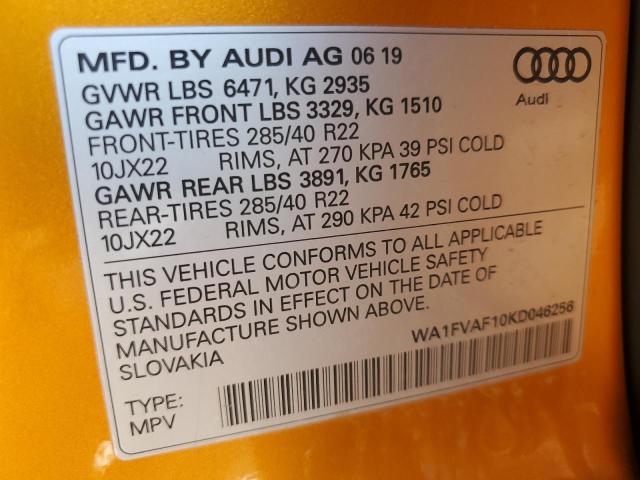 MFD. BY AUDI AG 06 19
GVWR LBS 6471, KG 2935
GAWR FRONT LBS 3329, KG 1510
FRONT-TIRES 285/40 R22
10JX22 RIMS, AT 270 KPA 39 PSI COLD
GAWR REAR LBS 3891, KG 1765
REAR-TIRES 285/40 R22
10JX22 RIMS, AT 290 KPA 42 PSI COLD
Audi
THIS VEHICLE CONFORMS TO ALL APPLICABLE
U.S. FEDERAL MOTOR VEHICLE SAFETY
STANDARDS IN EFFECT ON THE DATE OF
MANUFACTURE SHOWN ABOVE.
SLOVAKIA
WA1FVAF10KD046256
TYPE:
MPV